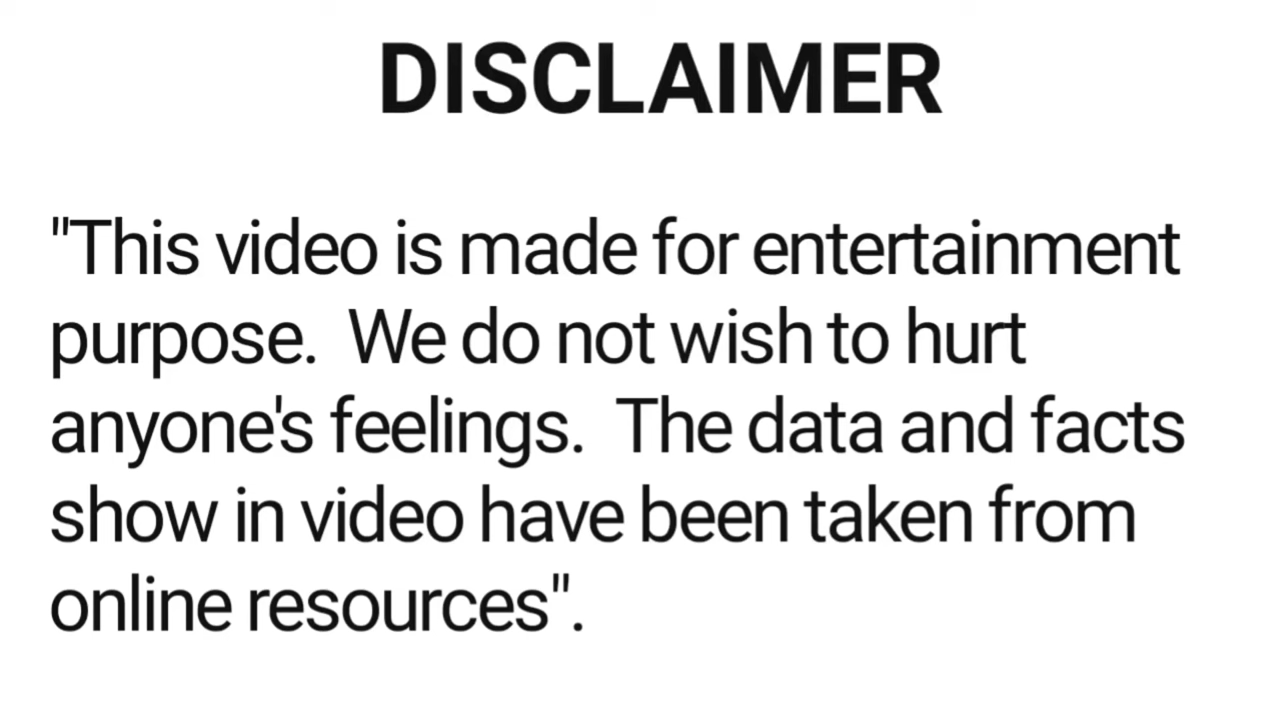 DISCLAIMER
"This video is made for entertainment
purpose.  We do not wish to hurt
anyone's feelings.  The data and facts
show in video have been taken from
online resources".